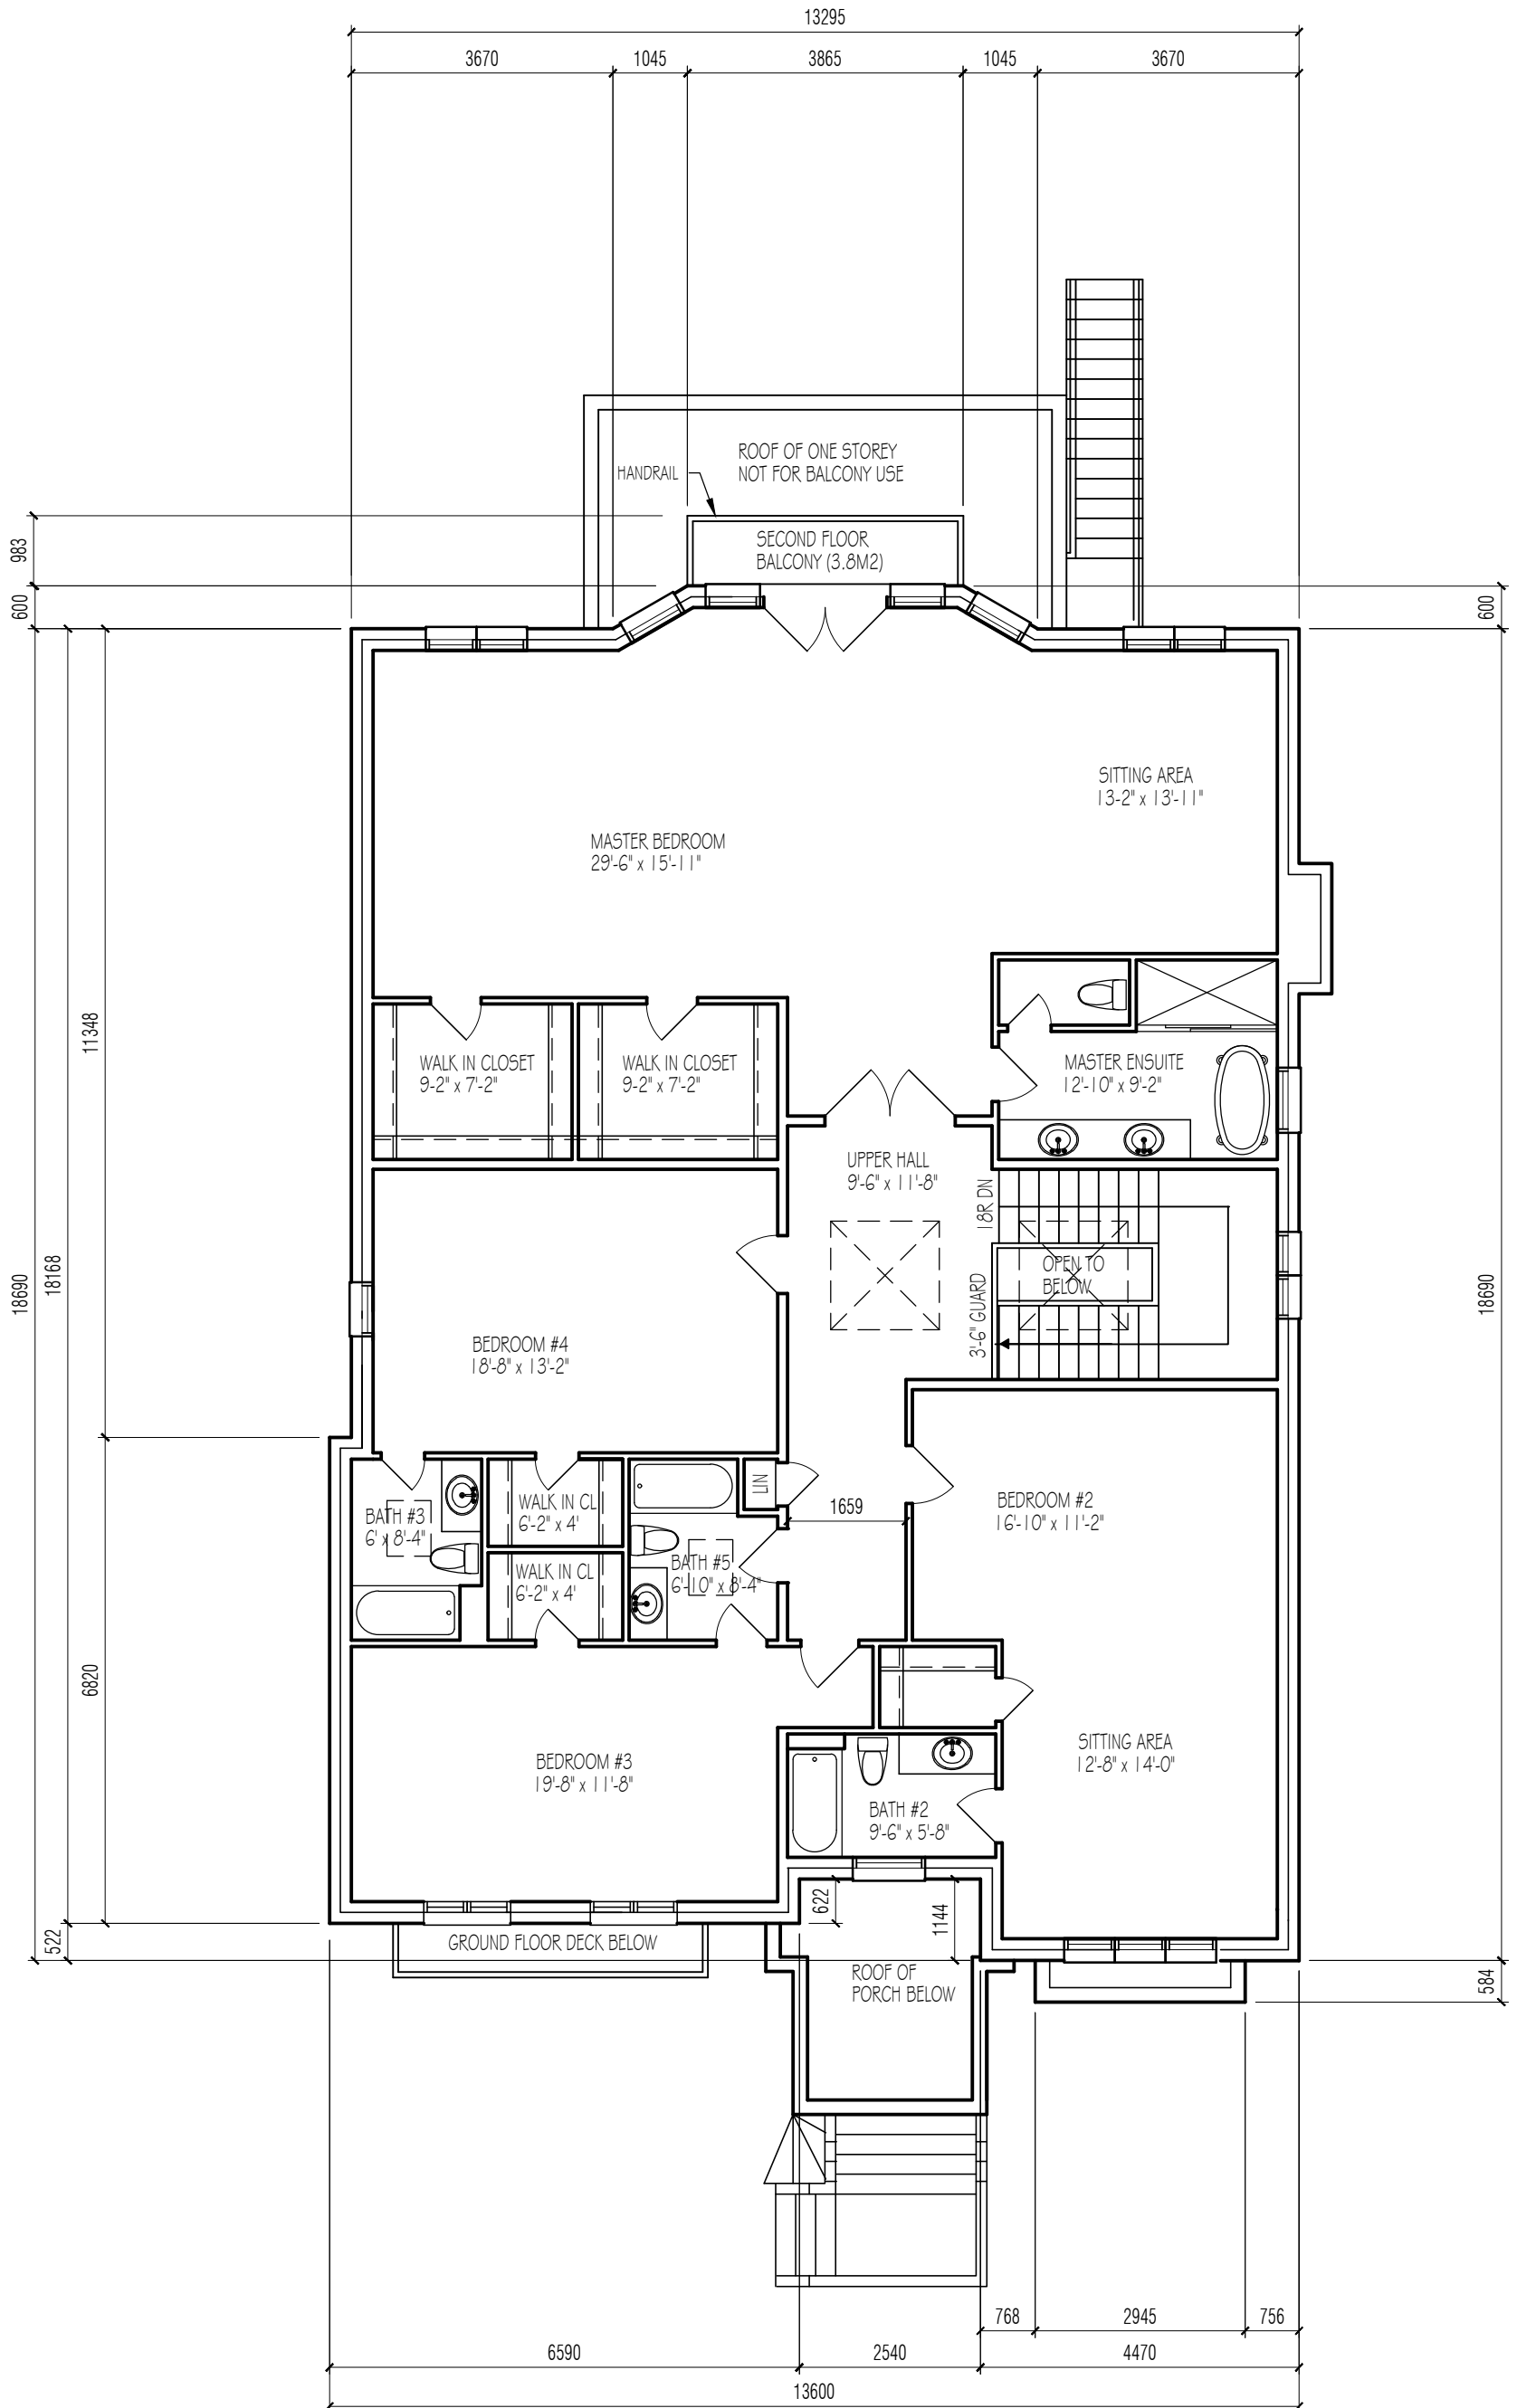 13295
3670
1045
3865
1045
3670
ROOF OF ONE STOREY
NOT FOR BALCONY USE
HANDRAIL
SECOND FLOOR
BALCONY (3.8M2)
983
600
600
SITTING AREA
13-2" x 13'-11"
MASTER BEDROOM
29'-6" x 15'-11"
11348
WALK IN CLOSET
9-2" x 7'-2"
WALK IN CLOSET
9-2" x 7'-2"
MASTER ENSUITE
12'-10" x 9'-2"
UPPER HALL
9'-6" x 11'-8"
18R DN
OPEN TO
BELOW
3'-6" GUARD
18690
18168
18690
BEDROOM #4
18'-8" x 13'-2"
LIN
WALK IN CL
6'-2" x 4'
BATH #3
6' x 8'-4"
1659
BEDROOM #2
16'-10" x 11'-2"
WALK IN CL
6'-2" x 4'
BATH #5
6'-10" x 8'-4"
6820
BEDROOM #3
19'-8" x 11'-8"
SITTING AREA
12'-8" x 14'-0"
BATH #2
9'-6" x 5'-8"
622
1144
522
GROUND FLOOR DECK BELOW
ROOF OF
PORCH BELOW
584
768
2945
756
6590
2540
4470
13600